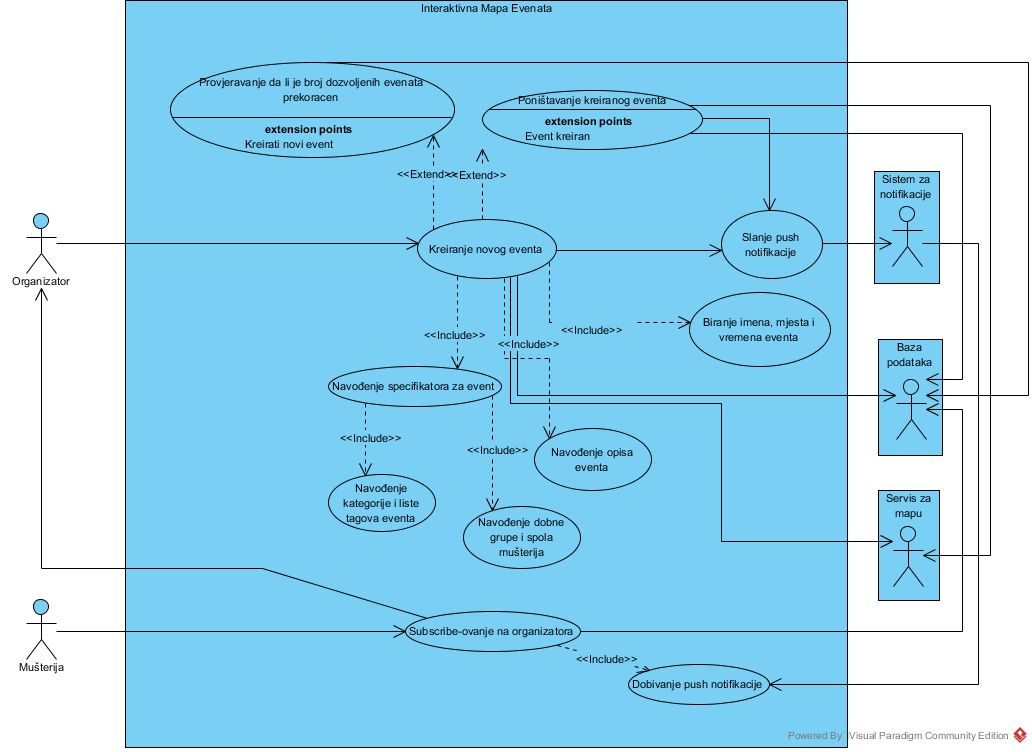 Interaktivna Mapa Evenata
Provjeravanje da li je broj dozvoljenih evenata
prekoracen
extension points
Kreirati novi event
Poništavanje kreiranog eventa
extension points
Event kreiran
<<Extend>>
<<Extend>>
Sistem za
notifikacije
Organizator
Kreiranje novog eventa
Slanje push
notifikacije
<<Include>>
<<Include>>
<<Include>>
Biranje imena, mjesta i
vremena eventa
Baza
podataka
Navođenje specifikatora za event
<<Include>>
<<Include>>
Navođenje opisa
eventa
Navođenje
kategorije i liste
tagova eventa
Navođenje dobne
grupe i spola
mušterija
Servis za
mapu
Mušterija
Subscribe-ovanje na organizatora
<<Include>>
Dobivanje push notifikacije
Powered By Visual Paradigm Community Edition